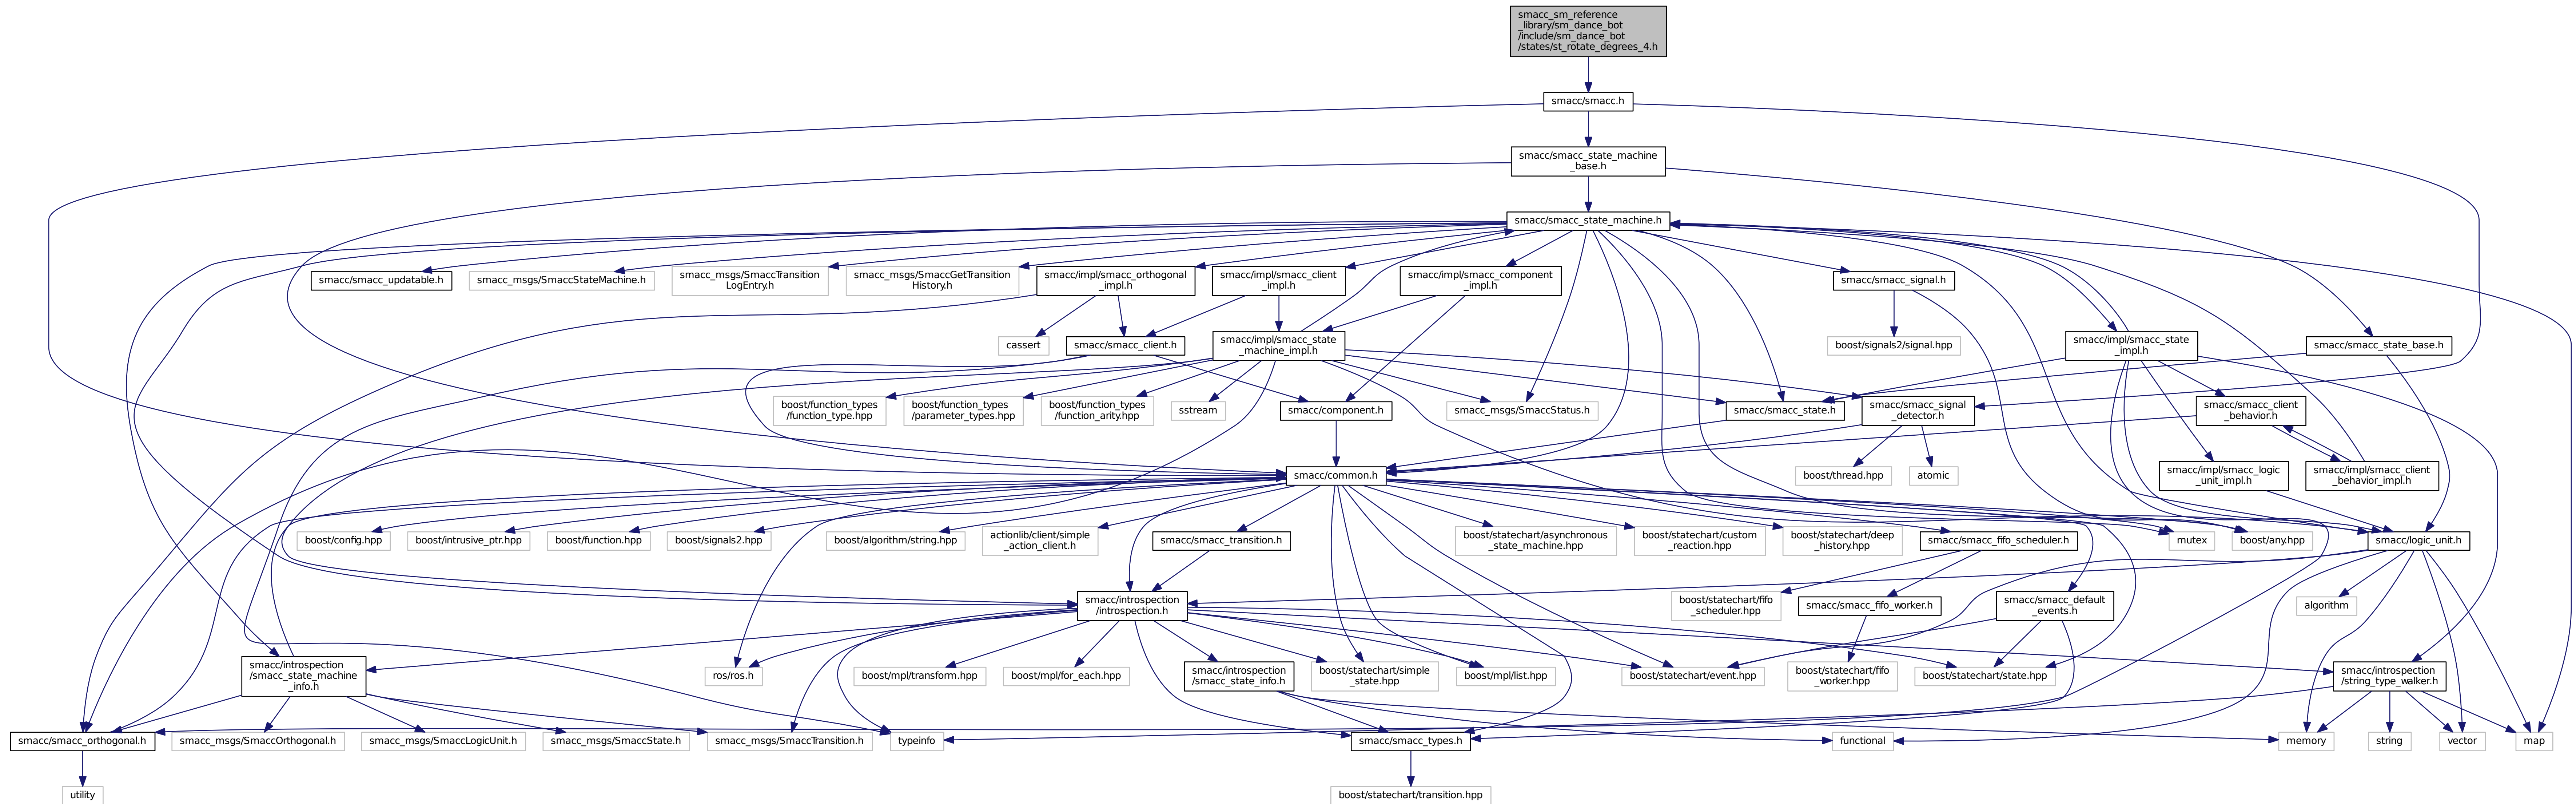 smacc_sm_reference
_library/sm_dance_bot
/include/sm_dance_bot
/states/st_rotate_degrees_4.h
smacc/smacc.h
smacc/smacc_state_machine
_base.h
smacc/smacc_state_machine.h
smacc/smacc_updatable.h
smacc_msgs/SmaccStateMachine.h
smacc_msgs/SmaccTransition
LogEntry.h
smacc_msgs/SmaccGetTransition
History.h
smacc/impl/smacc_orthogonal
_impl.h
smacc/impl/smacc_client
_impl.h
smacc/impl/smacc_component
_impl.h
smacc/smacc_signal.h
cassert
smacc/smacc_client.h
smacc/impl/smacc_state
_machine_impl.h
boost/signals2/signal.hpp
smacc/impl/smacc_state
_impl.h
smacc/smacc_state_base.h
boost/function_types
/function_type.hpp
boost/function_types
/parameter_types.hpp
boost/function_types
/function_arity.hpp
sstream
smacc/component.h
smacc_msgs/SmaccStatus.h
smacc/smacc_state.h
smacc/smacc_signal
_detector.h
smacc/smacc_client
_behavior.h
smacc/common.h
boost/thread.hpp
atomic
smacc/impl/smacc_logic
_unit_impl.h
smacc/impl/smacc_client
_behavior_impl.h
boost/config.hpp
boost/intrusive_ptr.hpp
boost/function.hpp
boost/signals2.hpp
boost/algorithm/string.hpp
actionlib/client/simple
_action_client.h
smacc/smacc_transition.h
boost/statechart/asynchronous
_state_machine.hpp
boost/statechart/custom
_reaction.hpp
boost/statechart/deep
_history.hpp
smacc/smacc_fifo_scheduler.h
mutex
boost/any.hpp
smacc/logic_unit.h
smacc/introspection
/introspection.h
boost/statechart/fifo
_scheduler.hpp
smacc/smacc_fifo_worker.h
smacc/smacc_default
_events.h
algorithm
smacc/introspection
/smacc_state_machine
_info.h
ros/ros.h
boost/mpl/transform.hpp
boost/mpl/for_each.hpp
smacc/introspection
/smacc_state_info.h
boost/statechart/simple
_state.hpp
boost/mpl/list.hpp
boost/statechart/event.hpp
boost/statechart/fifo
_worker.hpp
boost/statechart/state.hpp
smacc/introspection
/string_type_walker.h
smacc/smacc_orthogonal.h
smacc_msgs/SmaccOrthogonal.h
smacc_msgs/SmaccLogicUnit.h
smacc_msgs/SmaccState.h
smacc_msgs/SmaccTransition.h
typeinfo
smacc/smacc_types.h
functional
memory
string
vector
map
utility
boost/statechart/transition.hpp